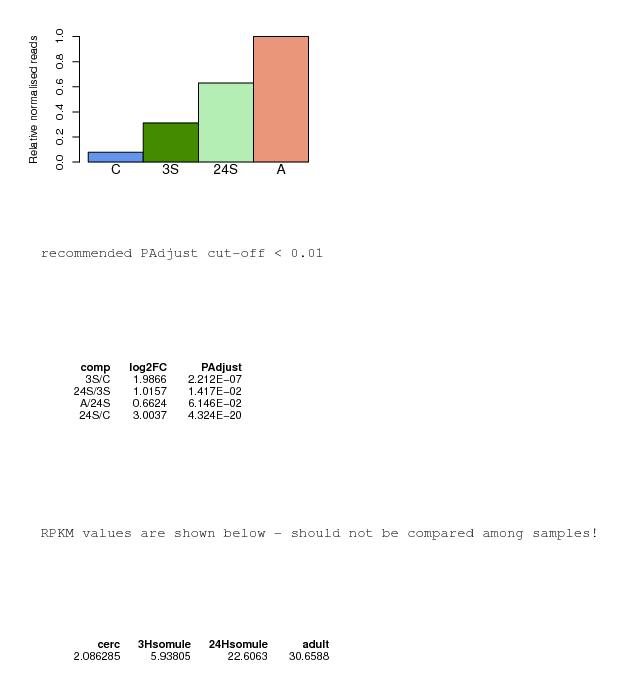 Relative normalised reads
1.0
0.8
0.6
0.4
0.2
0.0
C 3S 24S A
recommended PAdjust cut-off < 0.01
comp log2FC PAdjust
3S/C 1.9866 2.212E−07
24S/3S 1.0157 1.417E−02
A/24S 0.6624 6.146E−02
24S/C 3.0037 4.324E−20
RPKM values are shown below - should not be compared among samples!
cerc 3Hsomule 24Hsomule adult
2.086285 5.93805 22.6063 30.6588